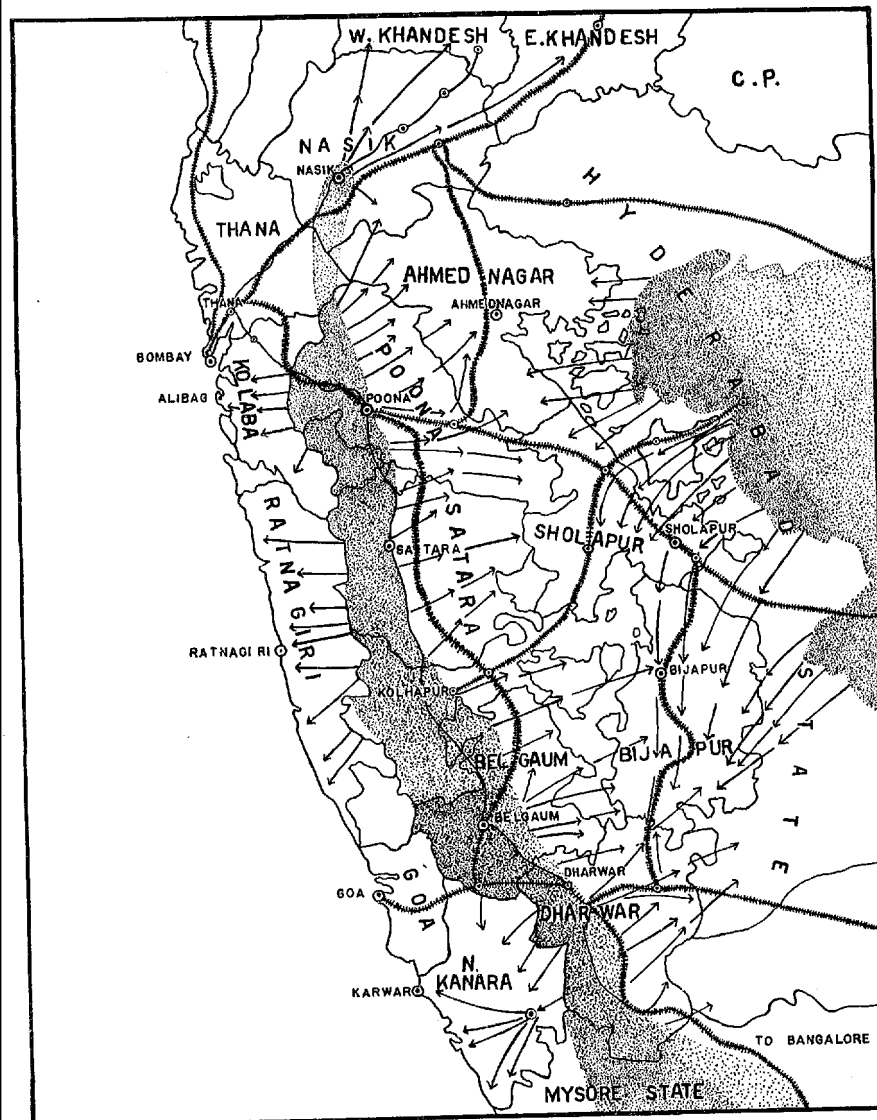 W. KHANDESH
E. KHANDESH
C.P.
NASIK
NASIK
HYDERABAD STATE
THANA
AHMED NAGAR
THANA
AHMEDNAGAR
BOMBAY
KOLABA
POONA
ALIBAG
POONA
RATNAGIRI
SATARA
SHOLAPUR
SHOLAPUR
SATARA
RATNAGIRI
KOLHAPUR
BIJAPUR
BELGAUM
BIJAPUR
BELGAUM
DHARWAR
GOA
GOA
DHARWAR
N.
KANARA
KARWAR
TO BANGALORE
MYSORE STATE